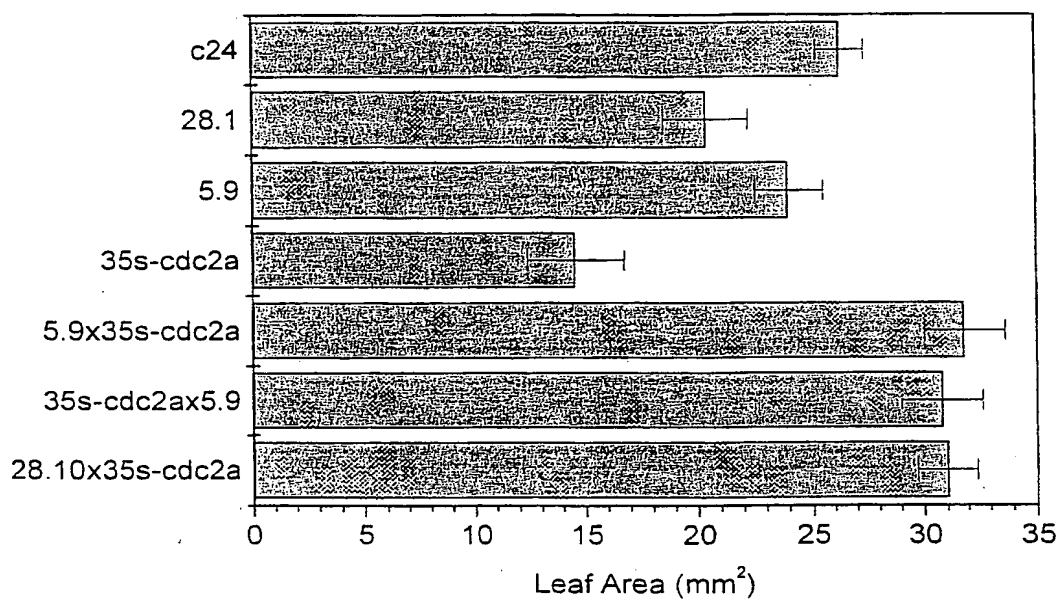 c24
28.1
5.9
35s-cdc2a
5.9x35s-cdc2a
35s-cdc2ax5.9
28.10x35s-cdc2a
0 5 10 15 20 25 30 35
Leaf Area (mm²)